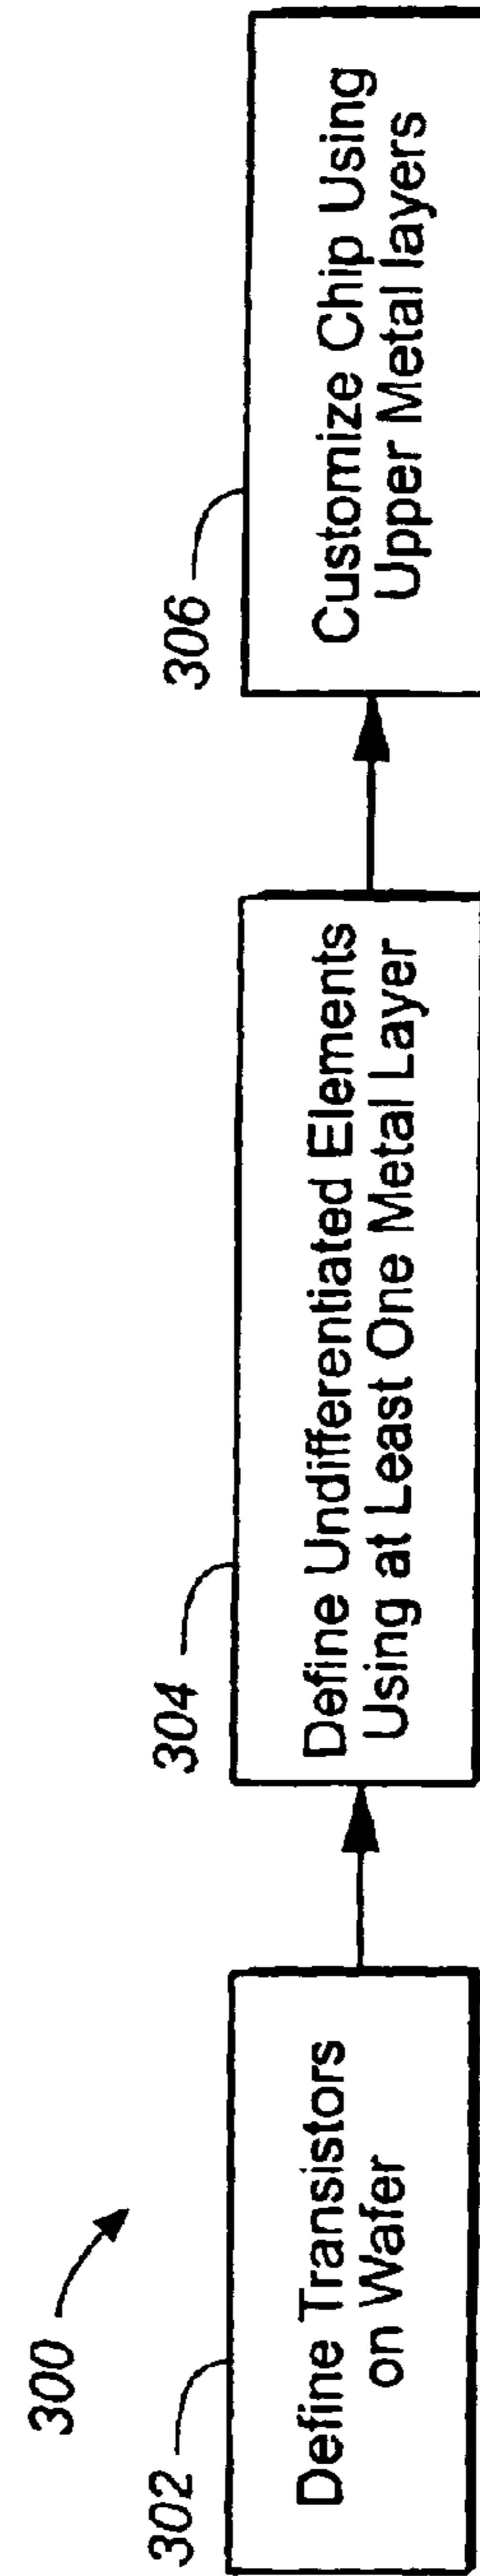 300
302
Define Transistors
on Wafer
304
Define Undifferentiated Elements
Using at Least One Metal Layer
306
Customize Chip Using
Upper Metal layers